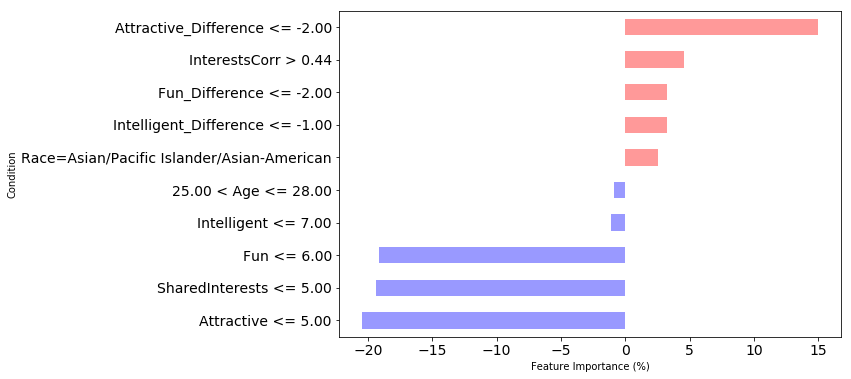 Attractive_Difference <= -2.00
InterestsCorr > 0.44
Fun_Difference <= -2.00
Intelligent_Difference <= -1.00
Race=Asian/Pacific Islander/Asian-American
25.00 < Age <= 28.00
Intelligent <= 7.00
Fun <= 6.00
SharedInterests <= 5.00
Attractive <= 5.00
Condition
−20 −15 −10 −5 0 5 10 15
Feature Importance (%)